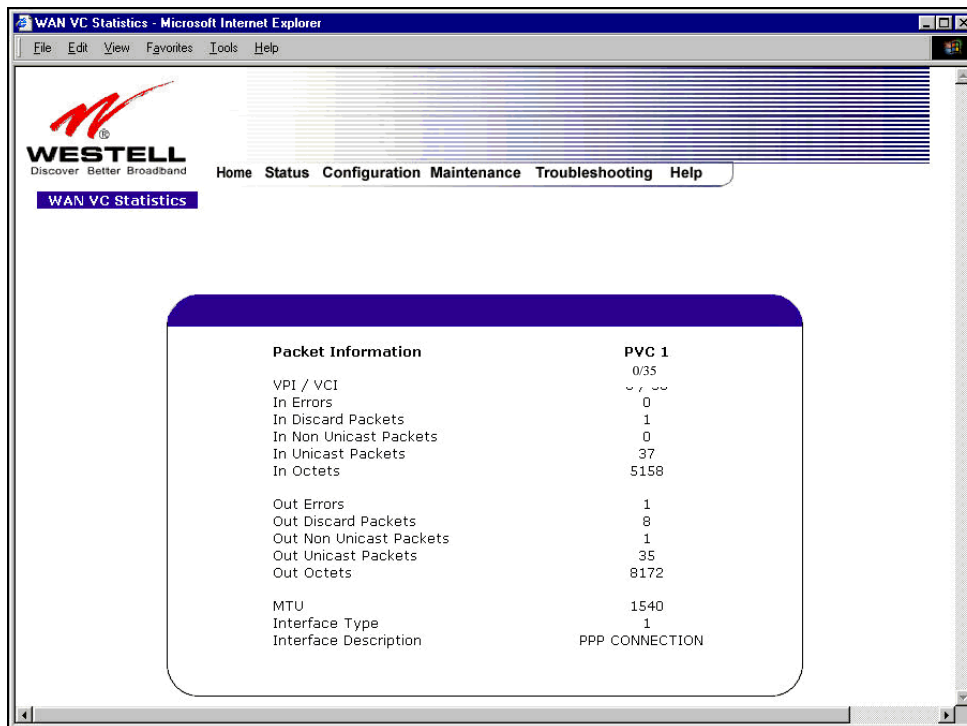 WAN VC Statistics - Microsoft Internet Explorer
File Edit View Favorites Tools Help
®
WESTELL
Discover Better Broadband
Home Status Configuration Maintenance Troubleshooting Help
WAN VC Statistics
Packet Information PVC 1
0/35
VPI / VCI
In Errors 0
In Discard Packets 1
In Non Unicast Packets 0
In Unicast Packets 37
In Octets 5158
Out Errors 1
Out Discard Packets 8
Out Non Unicast Packets 1
Out Unicast Packets 35
Out Octets 8172
MTU 1540
Interface Type 1
Interface Description PPP CONNECTION